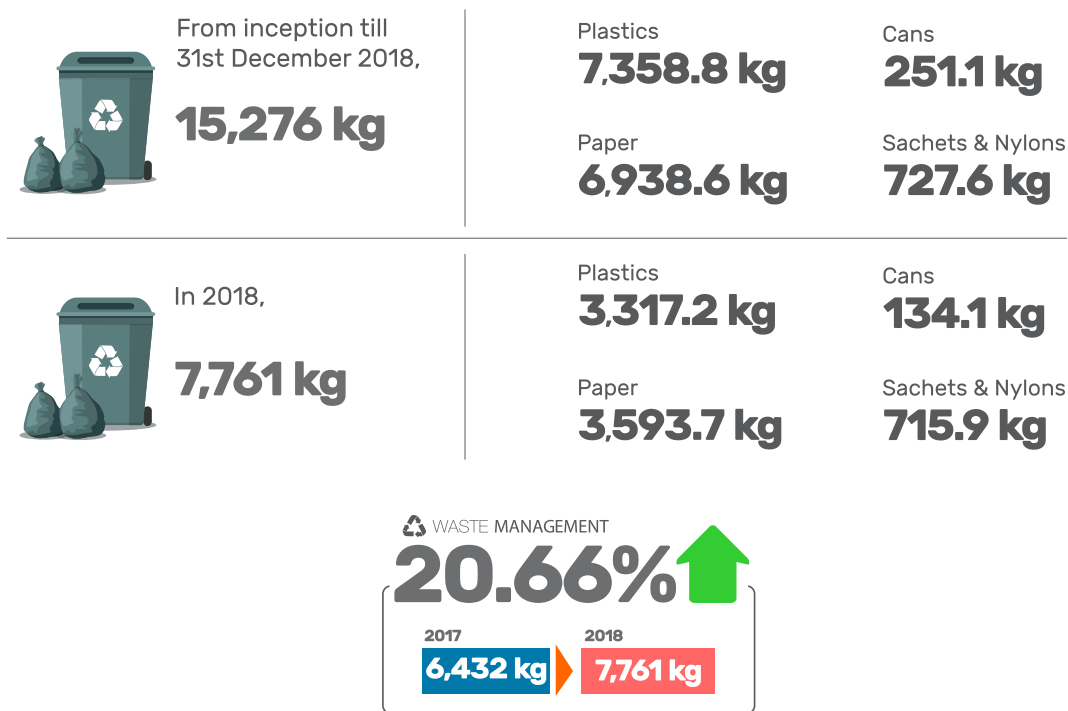 From inception till
31st December 2018,
15,276 kg
Plastics
7,358.8 kg
Cans
251.1 kg
Paper
6,938.6 kg
Sachets & Nylons
727.6 kg
In 2018,
7,761 kg
Plastics
3,317.2 kg
Cans
134.1 kg
Paper
3,593.7 kg
Sachets & Nylons
715.9 kg
WASTE MANAGEMENT
20.66%
2017
6,432 kg
2018
7,761 kg